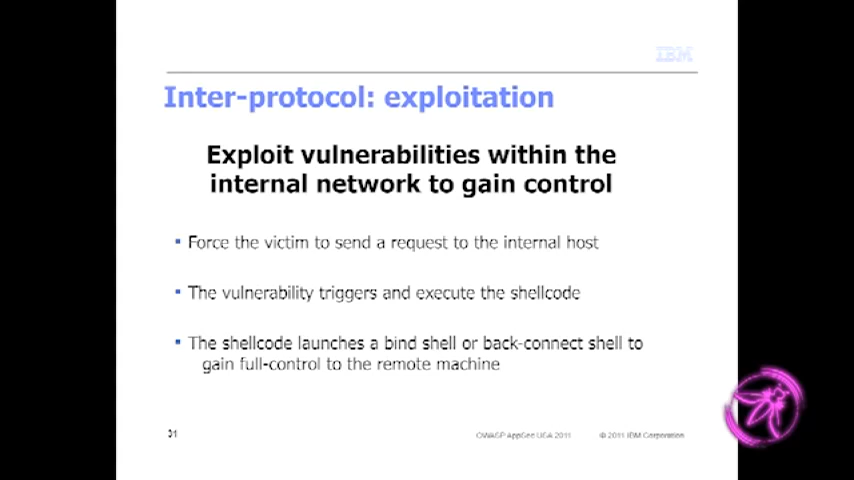 IBM
Inter-protocol: exploitation
Exploit vulnerabilities within the
internal network to gain control
▪ Force the victim to send a request to the internal host
▪ The vulnerability triggers and execute the shellcode
▪ The shellcode launches a bind shell or back-connect shell to
gain full-control to the remote machine
31
OWASP AppSec USA 2011
© 2011 IBM Corporation